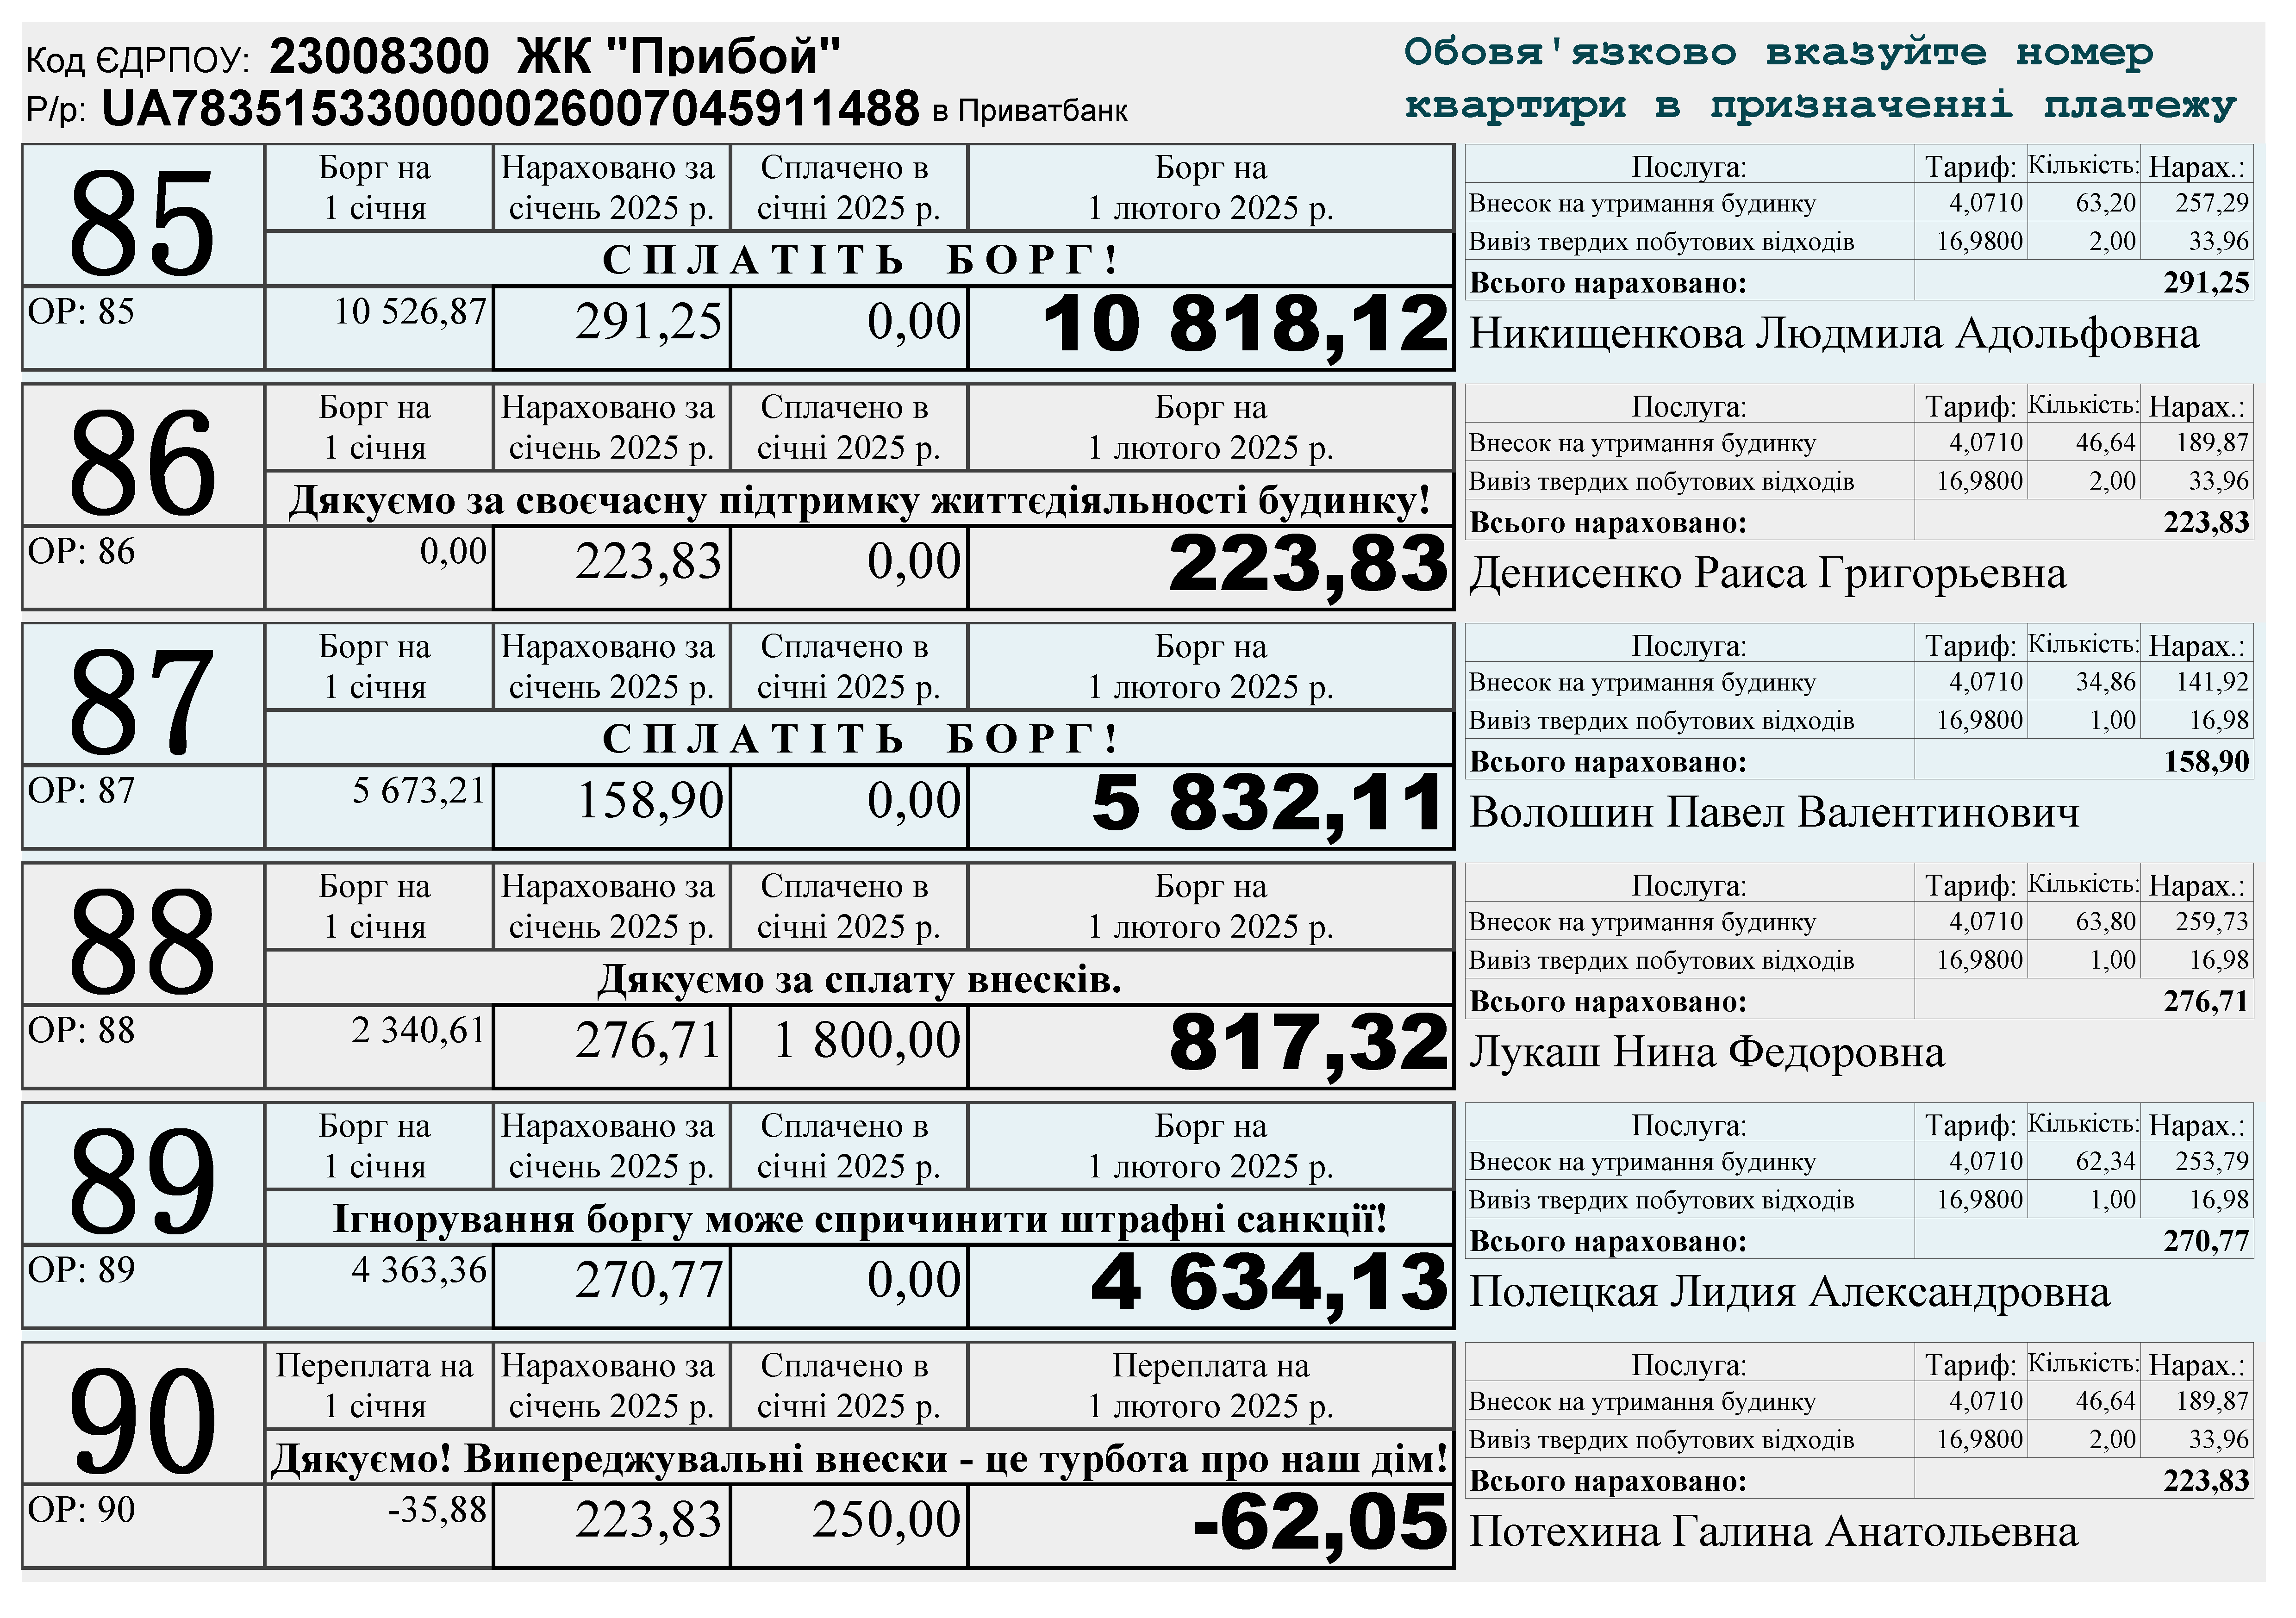 Код ЄДРПОУ: 23008300 ЖК "Прибой"
Р/р: UA783515330000026007045911488 в Приватбанк
Обовя'язково вказуйте номер
квартири в призначенні платежу
85
Борг на 1 січня Нараховано за січень 2025 р. Сплачено в січні 2025 р. Борг на 1 лютого 2025 р.
СПЛАТІТЬ БОРГ!
ОР: 85 10 526,87 291,25 0,00 10 818,12
Послуга: Тариф: Кількість: Нарах.:
Внесок на утримання будинку 4,0710 63,20 257,29
Вивіз твердих побутових відходів 16,9800 2,00 33,96
Всього нараховано: 291,25
Никищенкова Людмила Адольфовна
86
Борг на 1 січня Нараховано за січень 2025 р. Сплачено в січні 2025 р. Борг на 1 лютого 2025 р.
Дякуємо за своєчасну підтримку життєдіяльності будинку!
ОР: 86 0,00 223,83 0,00 223,83
Послуга: Тариф: Кількість: Нарах.:
Внесок на утримання будинку 4,0710 46,64 189,87
Вивіз твердих побутових відходів 16,9800 2,00 33,96
Всього нараховано: 223,83
Денисенко Раиса Григорьевна
87
Борг на 1 січня Нараховано за січень 2025 р. Сплачено в січні 2025 р. Борг на 1 лютого 2025 р.
СПЛАТІТЬ БОРГ!
ОР: 87 5 673,21 158,90 0,00 5 832,11
Послуга: Тариф: Кількість: Нарах.:
Внесок на утримання будинку 4,0710 34,86 141,92
Вивіз твердих побутових відходів 16,9800 1,00 16,98
Всього нараховано: 158,90
Волошин Павел Валентинович
88
Борг на 1 січня Нараховано за січень 2025 р. Сплачено в січні 2025 р. Борг на 1 лютого 2025 р.
Дякуємо за сплату внесків.
ОР: 88 2 340,61 276,71 1 800,00 817,32
Послуга: Тариф: Кількість: Нарах.:
Внесок на утримання будинку 4,0710 63,80 259,73
Вивіз твердих побутових відходів 16,9800 1,00 16,98
Всього нараховано: 276,71
Лукаш Нина Федоровна
89
Борг на 1 січня Нараховано за січень 2025 р. Сплачено в січні 2025 р. Борг на 1 лютого 2025 р.
Ігнорування боргу може спричинити штрафні санкції!
ОР: 89 4 363,36 270,77 0,00 4 634,13
Послуга: Тариф: Кількість: Нарах.:
Внесок на утримання будинку 4,0710 62,34 253,79
Вивіз твердих побутових відходів 16,9800 1,00 16,98
Всього нараховано: 270,77
Полецкая Лидия Александровна
90
Переплата на 1 січня Нараховано за січень 2025 р. Сплачено в січні 2025 р. Переплата на 1 лютого 2025 р.
Дякуємо! Випереджувальні внески - це турбота про наш дім!
ОР: 90 -35,88 223,83 250,00 -62,05
Послуга: Тариф: Кількість: Нарах.:
Внесок на утримання будинку 4,0710 46,64 189,87
Вивіз твердих побутових відходів 16,9800 2,00 33,96
Всього нараховано: 223,83
Потехина Галина Анатольевна